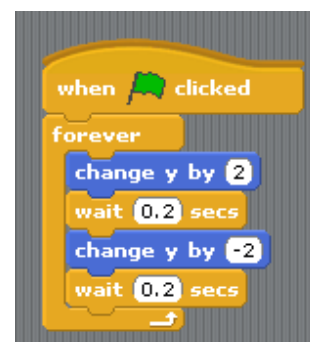 when clicked
forever
change y by 2
wait 0.2 secs
change y by -2
wait 0.2 secs